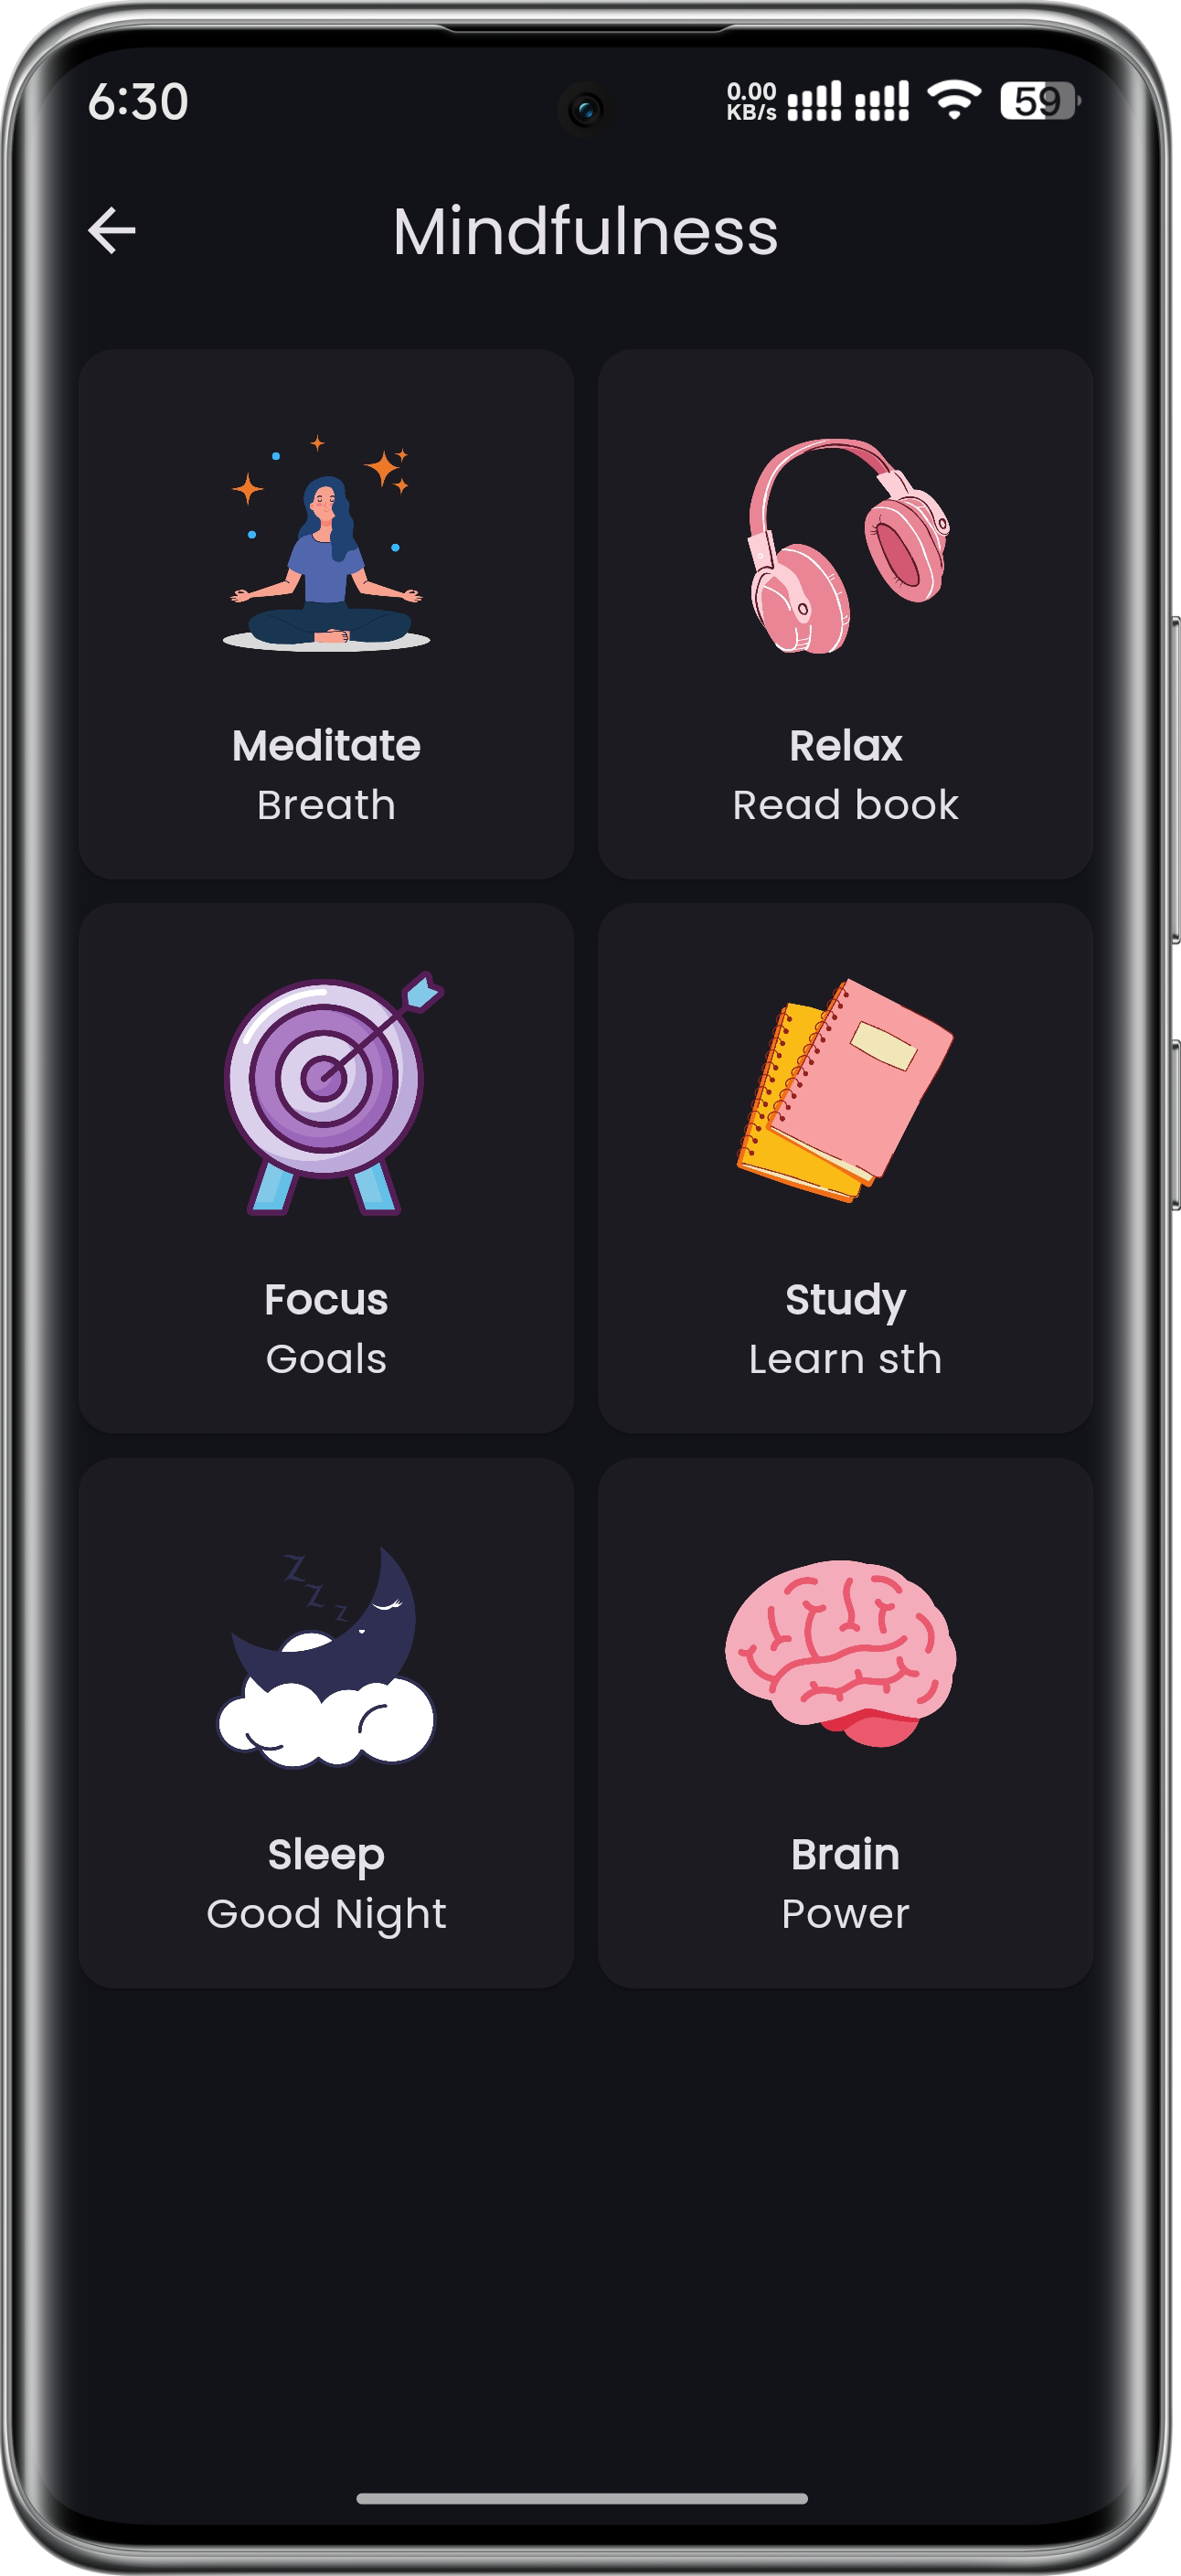 6:30
0.00
KB/s
59
Mindfulness
Meditate
Breath
Relax
Read book
Focus
Goals
Study
Learn sth
Z
Z
Z
Sleep
Good Night
Brain
Power